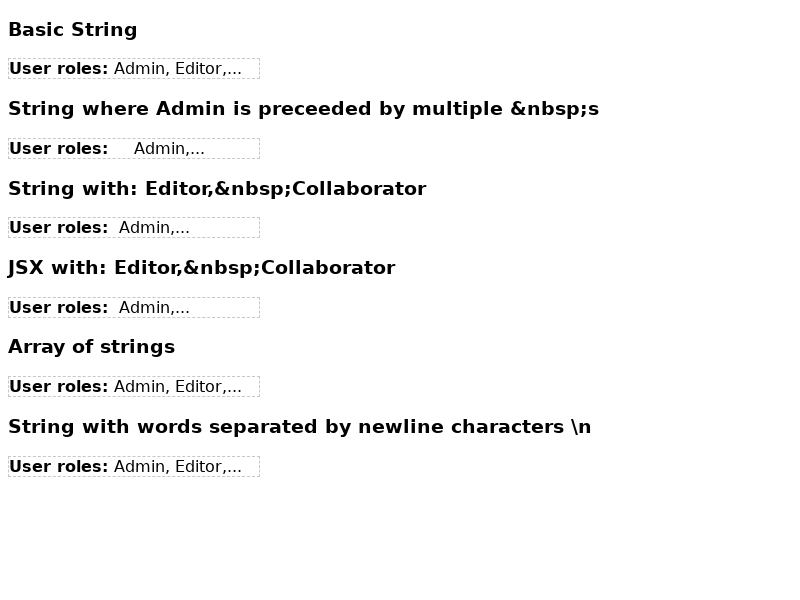 Basic String
User roles: Admin, Editor,...
String where Admin is preceeded by multiple &nbsp;s
User roles:     Admin,...
String with: Editor,&nbsp;Collaborator
User roles:  Admin,...
JSX with: Editor,&nbsp;Collaborator
User roles:  Admin,...
Array of strings
User roles: Admin, Editor,...
String with words separated by newline characters \n
User roles: Admin, Editor,...